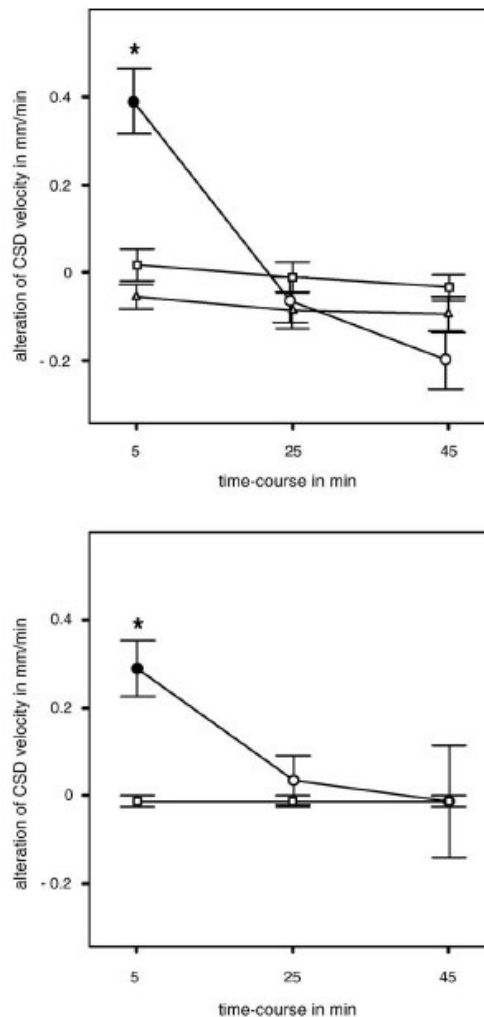 *
0.4
0.2
0
- 0.2
alteration of CSD velocity in mm/min
5 25 45
time-course in min
*
0.4
0.2
0
- 0.2
alteration of CSD velocity in mm/min
5 25 45
time-course in min